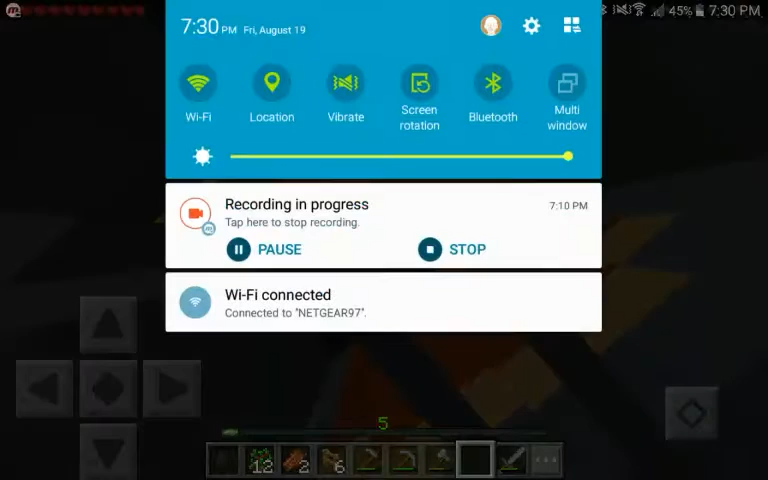 7:30 PM Fri, August 19
45% 7:30 PM
Wi-Fi
Location
Vibrate
Screen
rotation
Bluetooth
Multi
window
Recording in progress
7:10 PM
Tap here to stop recording.
PAUSE
STOP
Wi-Fi connected
Connected to "NETGEAR97".
5
12
2
6